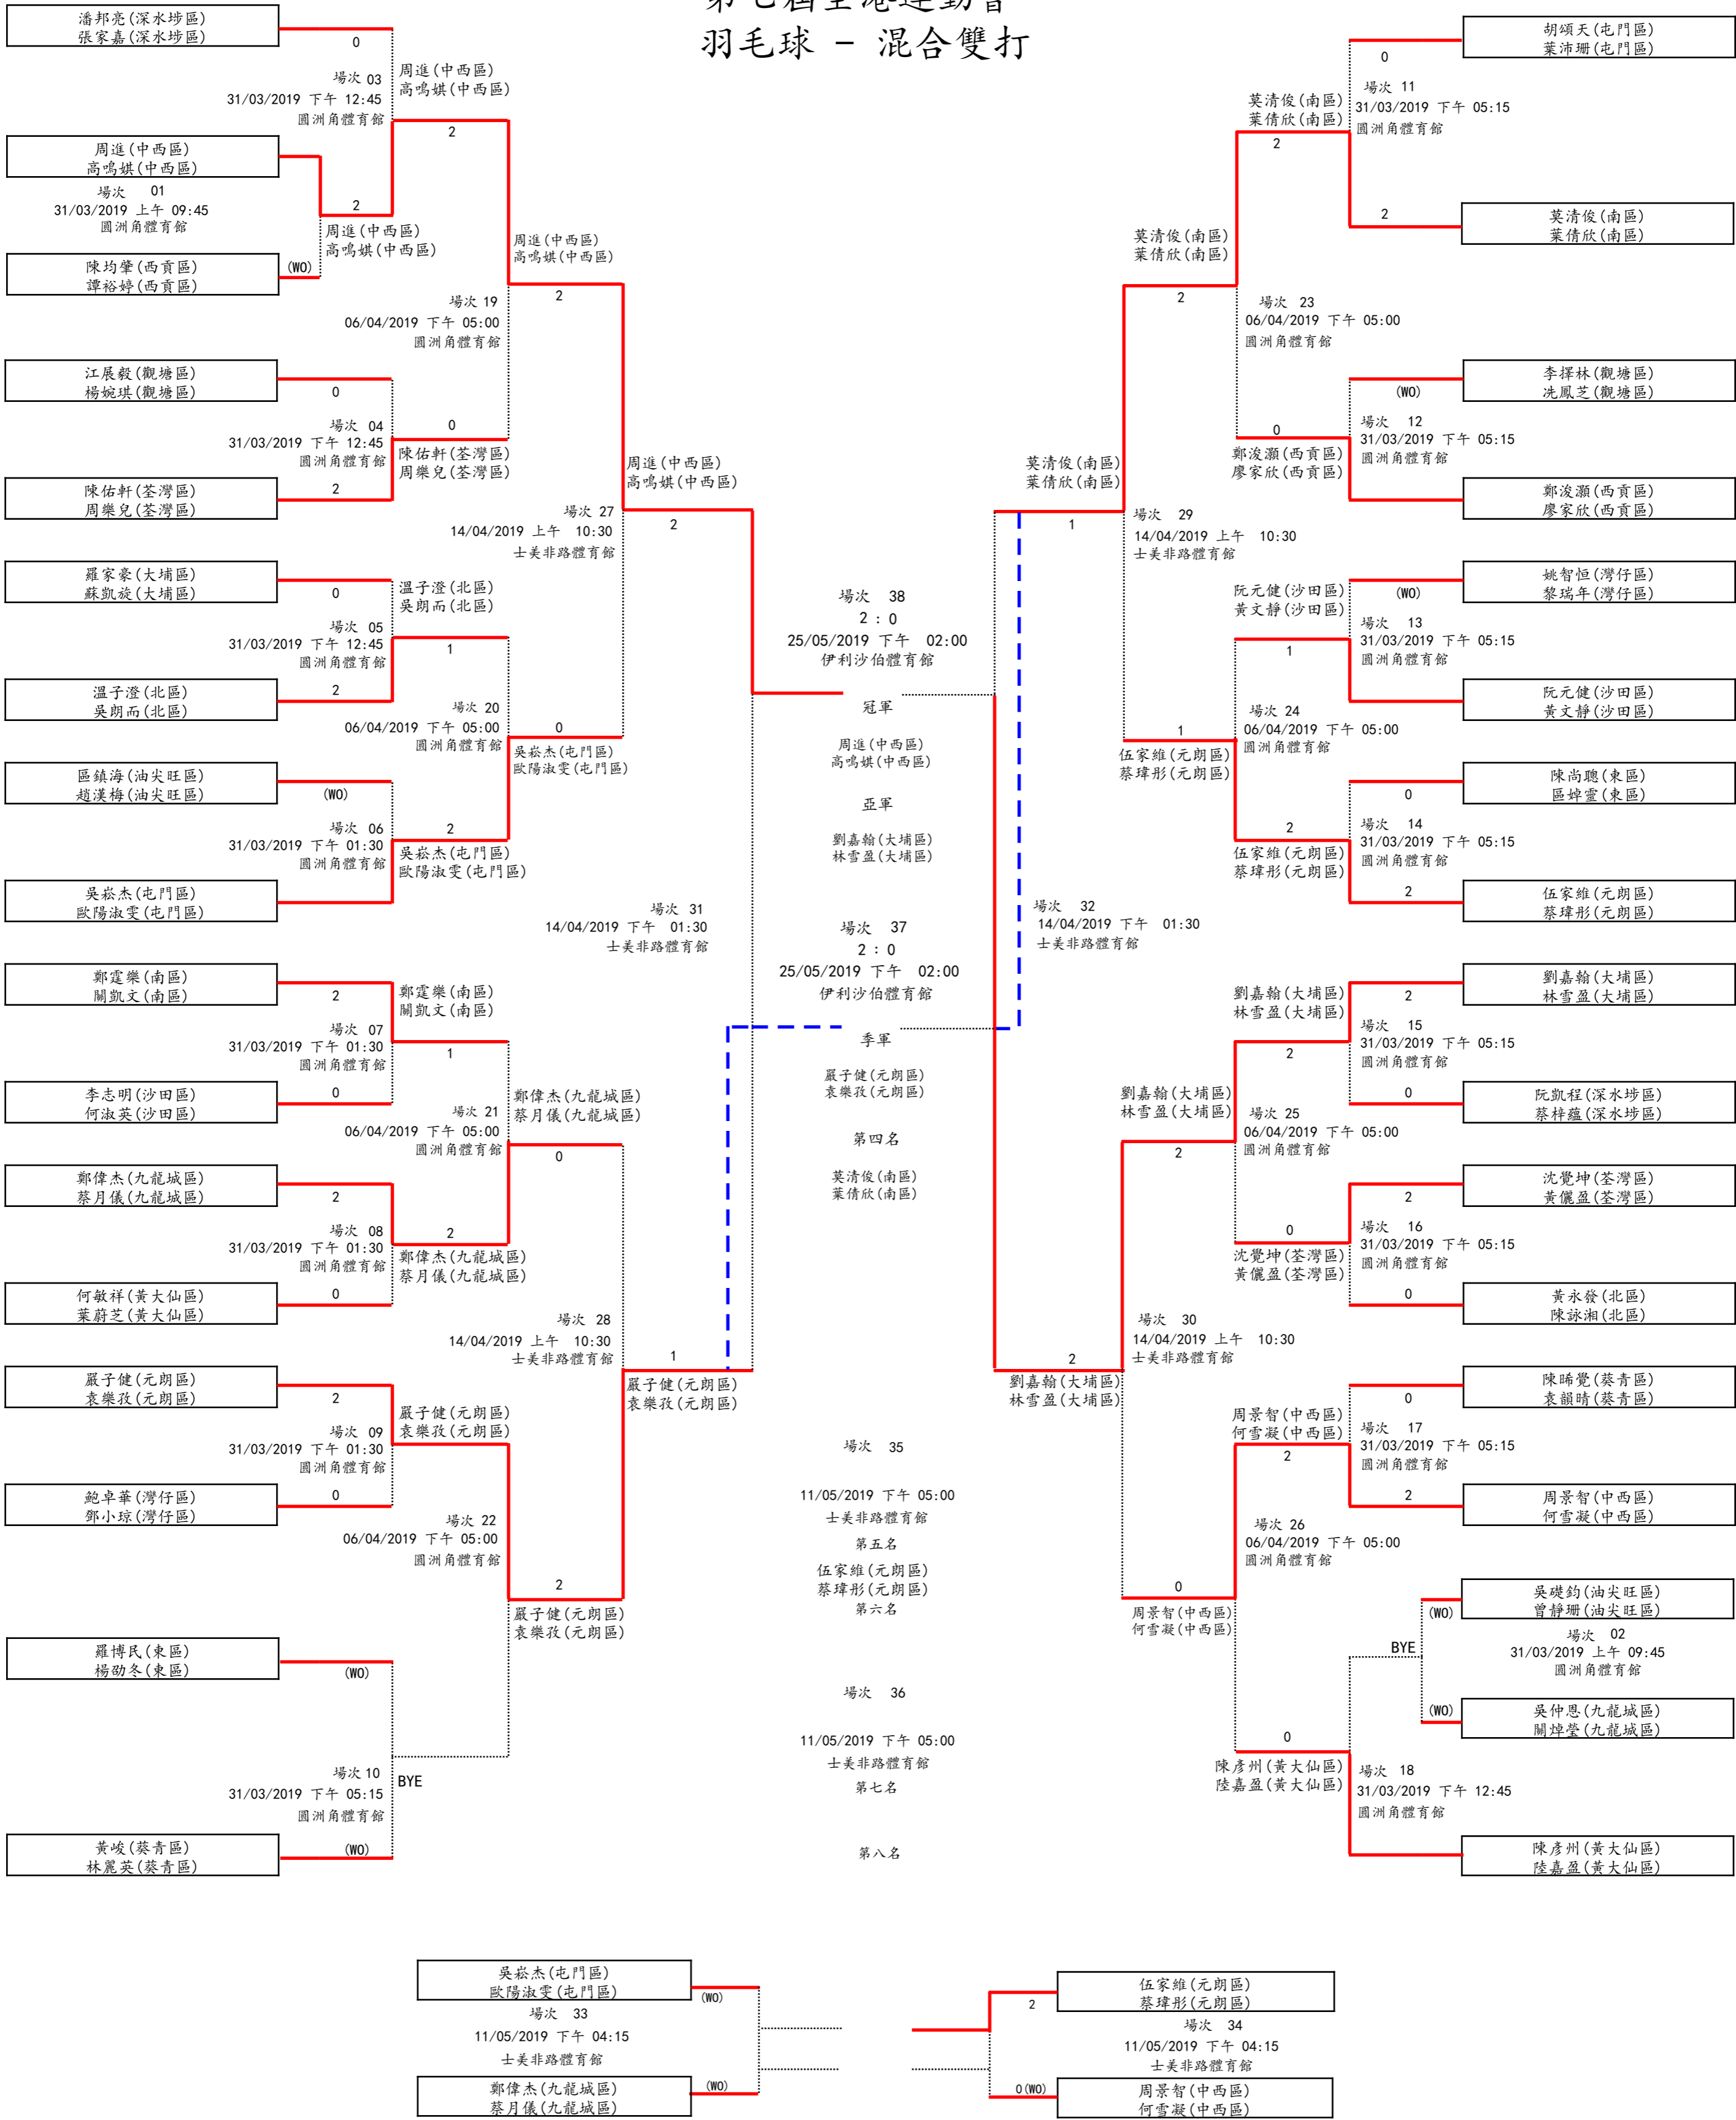 第七屆全港運動會
羽毛球 - 混合雙打
潘邦亮(深水埗區)
張家嘉(深水埗區)
0
場次 03
31/03/2019 下午 12:45
圓洲角體育館
周進(中西區)
高鳴娸(中西區)
2
周進(中西區)
高鳴娸(中西區)
場次 01
31/03/2019 上午 09:45
圓洲角體育館
2
周進(中西區)
高鳴娸(中西區)
陳均肇(西貢區)
譚裕婷(西貢區)
(WO)
周進(中西區)
高鳴娸(中西區)
2
場次 19
06/04/2019 下午 05:00
圓洲角體育館
江展毅(觀塘區)
楊婉琪(觀塘區)
0
場次 04
31/03/2019 下午 12:45
圓洲角體育館
0
陳佑軒(荃灣區)
周樂兒(荃灣區)
陳佑軒(荃灣區)
周樂兒(荃灣區)
2
周進(中西區)
高鳴娸(中西區)
2
場次 27
14/04/2019 上午 10:30
士美非路體育館
羅家豪(大埔區)
蘇凱旋(大埔區)
0
場次 05
31/03/2019 下午 12:45
圓洲角體育館
溫子澄(北區)
吳朗而(北區)
1
溫子澄(北區)
吳朗而(北區)
2
場次 20
06/04/2019 下午 05:00
圓洲角體育館
0
吳崧杰(屯門區)
歐陽淑雯(屯門區)
區鎮海(油尖旺區)
趙漢梅(油尖旺區)
(WO)
場次 06
31/03/2019 下午 01:30
圓洲角體育館
2
吳崧杰(屯門區)
歐陽淑雯(屯門區)
吳崧杰(屯門區)
歐陽淑雯(屯門區)
場次 31
14/04/2019 下午 01:30
士美非路體育館
鄭霆樂(南區)
關凱文(南區)
2
場次 07
31/03/2019 下午 01:30
圓洲角體育館
鄭霆樂(南區)
關凱文(南區)
1
李志明(沙田區)
何淑英(沙田區)
0
場次 21
06/04/2019 下午 05:00
圓洲角體育館
鄭偉杰(九龍城區)
蔡月儀(九龍城區)
0
鄭偉杰(九龍城區)
蔡月儀(九龍城區)
2
場次 08
31/03/2019 下午 01:30
圓洲角體育館
2
鄭偉杰(九龍城區)
蔡月儀(九龍城區)
何敏祥(黃大仙區)
葉蔚芝(黃大仙區)
0
場次 28
14/04/2019 上午 10:30
士美非路體育館
1
嚴子健(元朗區)
袁樂孜(元朗區)
嚴子健(元朗區)
袁樂孜(元朗區)
2
場次 09
31/03/2019 下午 01:30
圓洲角體育館
嚴子健(元朗區)
袁樂孜(元朗區)
鮑卓華(灣仔區)
鄧小琼(灣仔區)
0
場次 22
06/04/2019 下午 05:00
圓洲角體育館
2
嚴子健(元朗區)
袁樂孜(元朗區)
羅博民(東區)
楊劭冬(東區)
(WO)
場次 10
31/03/2019 下午 05:15
圓洲角體育館
BYE
黃峻(葵青區)
林麗英(葵青區)
(WO)
場次 38
2 : 0
25/05/2019 下午 02:00
伊利沙伯體育館
冠軍
周進(中西區)
高鳴娸(中西區)
亞軍
劉嘉翰(大埔區)
林雪盈(大埔區)
場次 37
2 : 0
25/05/2019 下午 02:00
伊利沙伯體育館
季軍
嚴子健(元朗區)
袁樂孜(元朗區)
第四名
莫清俊(南區)
葉倩欣(南區)
場次 35
11/05/2019 下午 05:00
士美非路體育館
第五名
伍家維(元朗區)
蔡瑋彤(元朗區)
第六名
場次 36
11/05/2019 下午 05:00
士美非路體育館
第七名
第八名
胡頌天(屯門區)
葉沛珊(屯門區)
0
場次 11
31/03/2019 下午 05:15
圓洲角體育館
莫清俊(南區)
葉倩欣(南區)
2
2
莫清俊(南區)
葉倩欣(南區)
莫清俊(南區)
葉倩欣(南區)
2
場次 23
06/04/2019 下午 05:00
圓洲角體育館
李擇林(觀塘區)
冼鳳芝(觀塘區)
(WO)
場次 12
31/03/2019 下午 05:15
圓洲角體育館
0
鄭浚灝(西貢區)
廖家欣(西貢區)
鄭浚灝(西貢區)
廖家欣(西貢區)
莫清俊(南區)
葉倩欣(南區)
1
場次 29
14/04/2019 上午 10:30
士美非路體育館
姚智恒(灣仔區)
黎瑞年(灣仔區)
(WO)
場次 13
31/03/2019 下午 05:15
圓洲角體育館
阮元健(沙田區)
黃文靜(沙田區)
1
阮元健(沙田區)
黃文靜(沙田區)
場次 24
06/04/2019 下午 05:00
圓洲角體育館
1
伍家維(元朗區)
蔡瑋彤(元朗區)
陳尚聰(東區)
區婥靈(東區)
0
場次 14
31/03/2019 下午 05:15
圓洲角體育館
2
伍家維(元朗區)
蔡瑋彤(元朗區)
2
伍家維(元朗區)
蔡瑋彤(元朗區)
場次 32
14/04/2019 下午 01:30
士美非路體育館
劉嘉翰(大埔區)
林雪盈(大埔區)
2
場次 15
31/03/2019 下午 05:15
圓洲角體育館
劉嘉翰(大埔區)
林雪盈(大埔區)
2
0
阮凱程(深水埗區)
蔡梓蘊(深水埗區)
劉嘉翰(大埔區)
林雪盈(大埔區)
2
場次 25
06/04/2019 下午 05:00
圓洲角體育館
沈覺坤(荃灣區)
黃儷盈(荃灣區)
2
場次 16
31/03/2019 下午 05:15
圓洲角體育館
0
沈覺坤(荃灣區)
黃儷盈(荃灣區)
0
黃永發(北區)
陳詠湘(北區)
場次 30
14/04/2019 上午 10:30
士美非路體育館
2
劉嘉翰(大埔區)
林雪盈(大埔區)
陳晞覺(葵青區)
袁韻晴(葵青區)
0
場次 17
31/03/2019 下午 05:15
圓洲角體育館
周景智(中西區)
何雪凝(中西區)
2
2
周景智(中西區)
何雪凝(中西區)
場次 26
06/04/2019 下午 05:00
圓洲角體育館
0
周景智(中西區)
何雪凝(中西區)
吳礎鈞(油尖旺區)
曾靜珊(油尖旺區)
(WO)
場次 02
31/03/2019 上午 09:45
圓洲角體育館
BYE
(WO)
吳仲恩(九龍城區)
關焯瑩(九龍城區)
0
陳彥州(黃大仙區)
陸嘉盈(黃大仙區)
場次 18
31/03/2019 下午 12:45
圓洲角體育館
陳彥州(黃大仙區)
陸嘉盈(黃大仙區)
吳崧杰(屯門區)
歐陽淑雯(屯門區)
(WO)
場次 33
11/05/2019 下午 04:15
士美非路體育館
鄭偉杰(九龍城區)
蔡月儀(九龍城區)
(WO)
伍家維(元朗區)
蔡瑋彤(元朗區)
2
場次 34
11/05/2019 下午 04:15
士美非路體育館
0(WO)
周景智(中西區)
何雪凝(中西區)